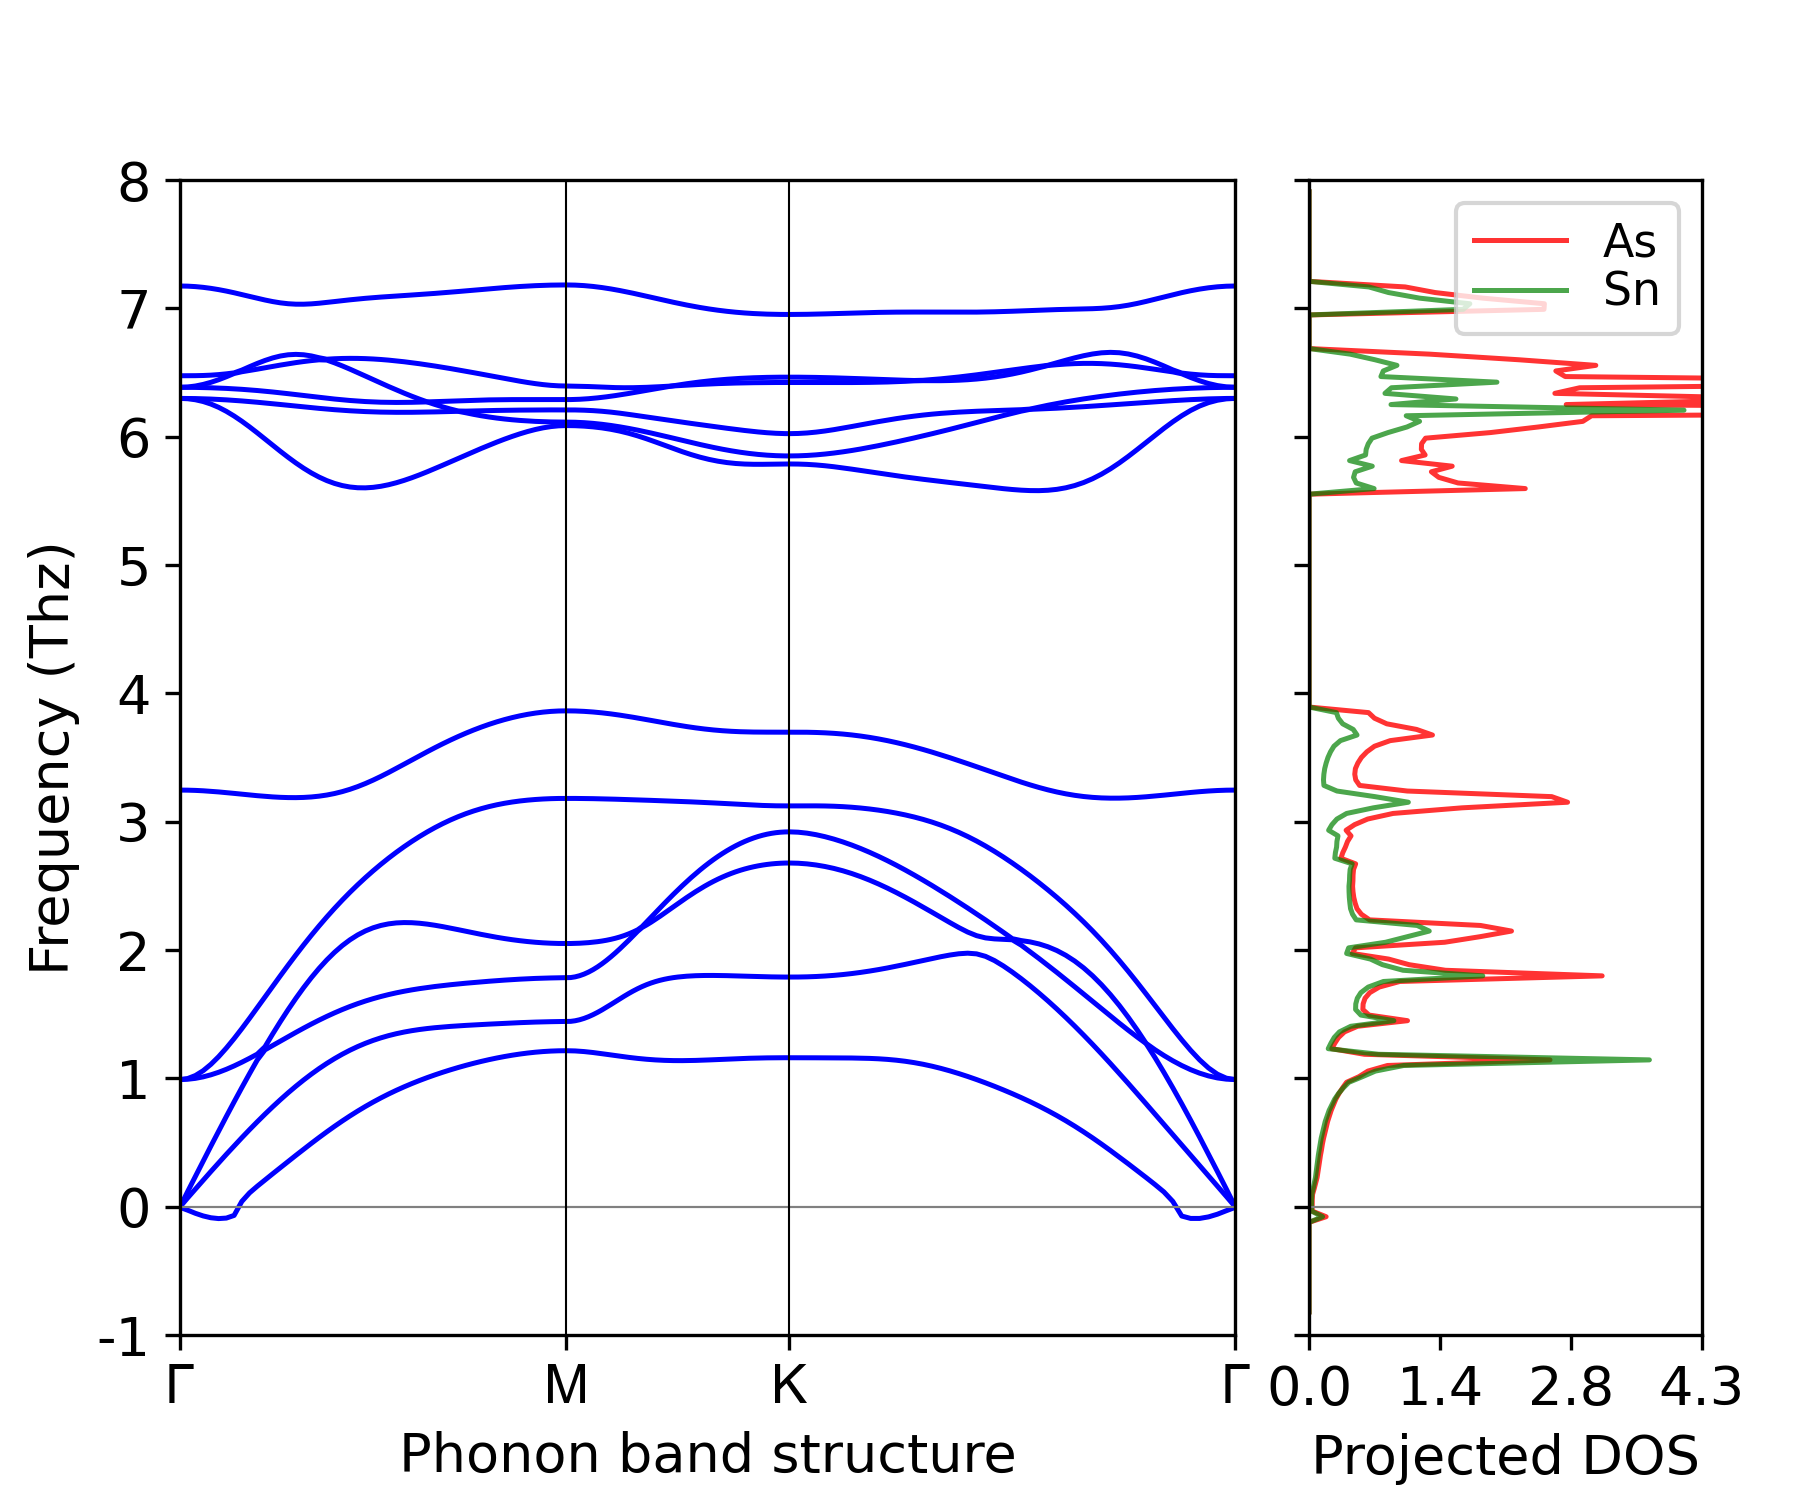 8
7
6
5
4
3
2
1
0
-1
Frequency (Thz)
Γ M K Γ
Phonon band structure
As
Sn
0.0 1.4 2.8 4.3
Projected DOS